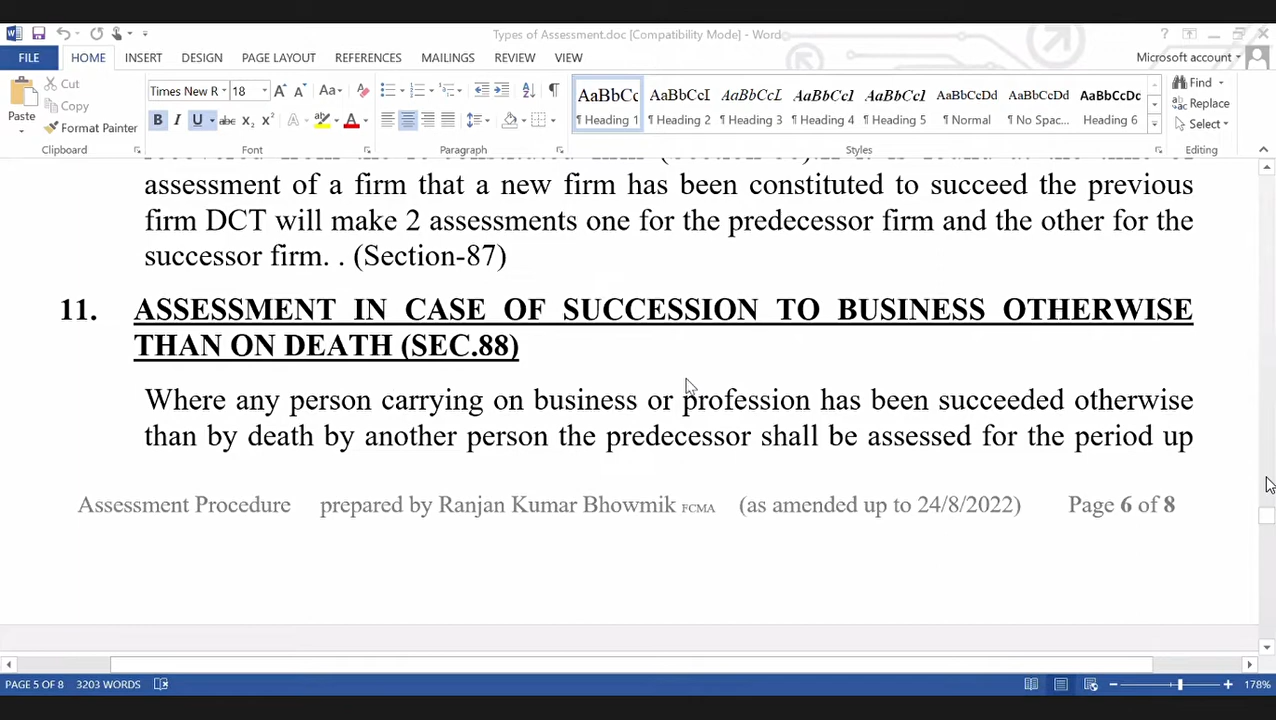 Types of Assessment.doc [Compatibility Mode] - Word
FILE HOME INSERT DESIGN PAGE LAYOUT REFERENCES MAILINGS REVIEW VIEW Microsoft account
Cut
Copy
Format Painter
Paste
Clipboard
Times New R 18
Font
Paragraph
AaBbCc AaBbCcI AaBbCcL AaBbCcI AaBbCcI AaBbCcDd AaBbCcDd AaBbCcDc
¶ Heading 1 ¶ Heading 2 ¶ Heading 3 ¶ Heading 4 ¶ Heading 5 ¶ Normal ¶ No Spac... Heading 6
Styles
Find
Replace
Select
Editing
assessment of a firm that a new firm has been constituted to succeed the previous
firm DCT will make 2 assessments one for the predecessor firm and the other for the
successor firm. . (Section-87)
11. ASSESSMENT IN CASE OF SUCCESSION TO BUSINESS OTHERWISE
THAN ON DEATH (SEC.88)
Where any person carrying on business or profession has been succeeded otherwise
than by death by another person the predecessor shall be assessed for the period up
Assessment Procedure prepared by Ranjan Kumar Bhowmik FCMA (as amended up to 24/8/2022) Page 6 of 8
PAGE 5 OF 8 3203 WORDS 178%